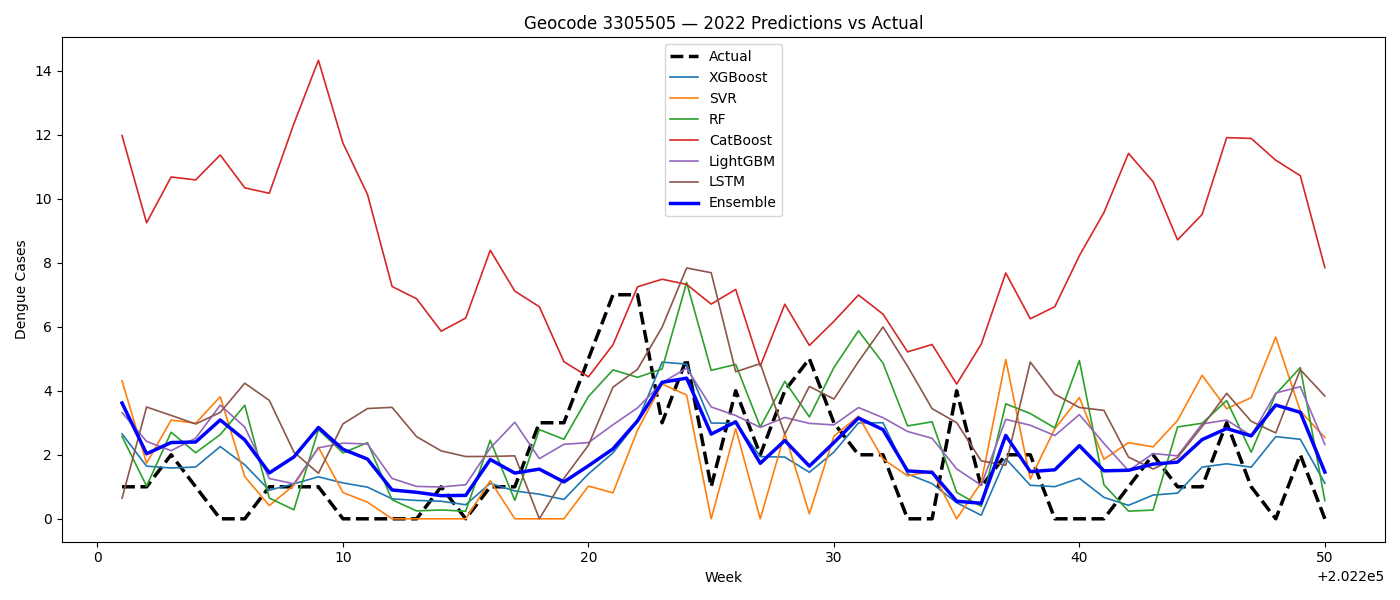 Geocode 3305505 — 2022 Predictions vs Actual
Actual
XGBoost
SVR
RF
CatBoost
LightGBM
LSTM
Ensemble
Dengue Cases
14
12
10
8
6
4
2
0
0 10 20 30 40 50
Week
+2.022e5